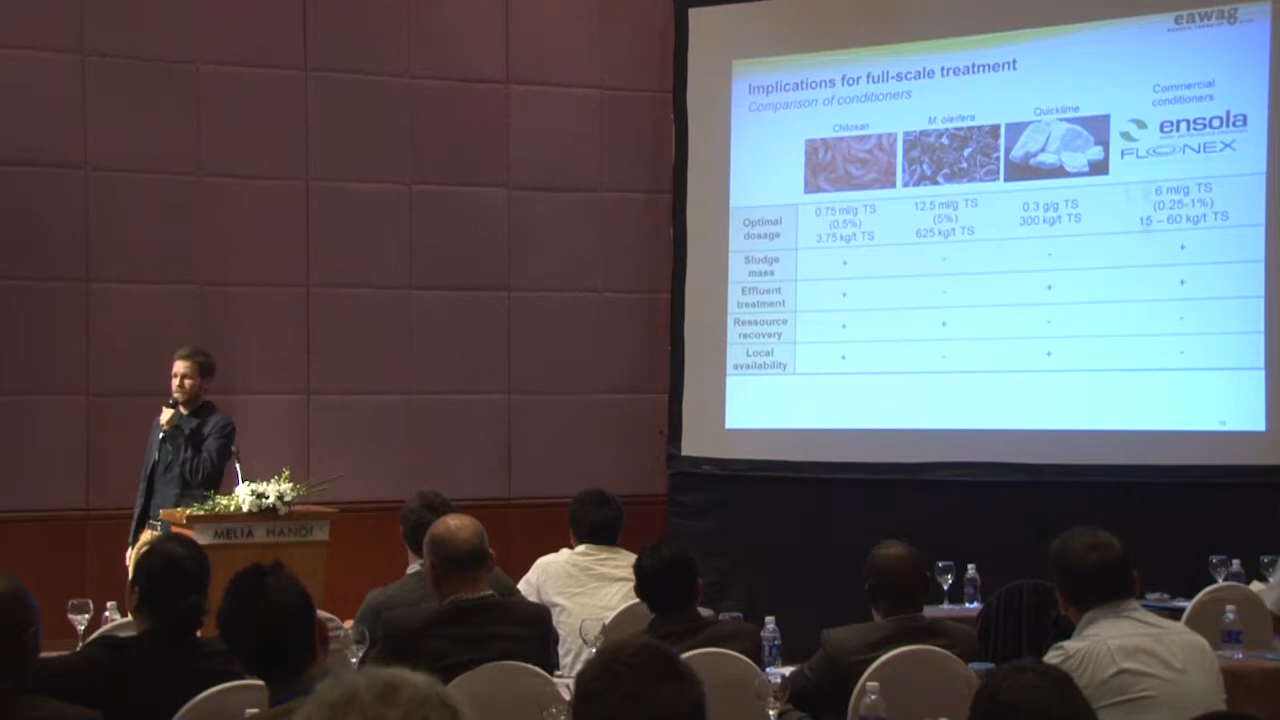 eawag
Implications for full-scale treatment
Comparison of conditioners
Chitosan
M. oleifera
Quicklime
Commercial
conditioners
ensola
FLONEX
Optimal
dosage
0.75 ml/g TS
(0.5%)
3.75 kg/t TS
12.5 ml/g TS
(5%)
625 kg/t TS
0.3 g/g TS
300 kg/t TS
6 ml/g TS
(0.25-1%)
15 – 60 kg/t TS
Sludge
mass
+ - - +
Effluent
treatment
+ - + +
Ressource
recovery
+ + - -
Local
availability
+ - + -
MELIÃ HANOI